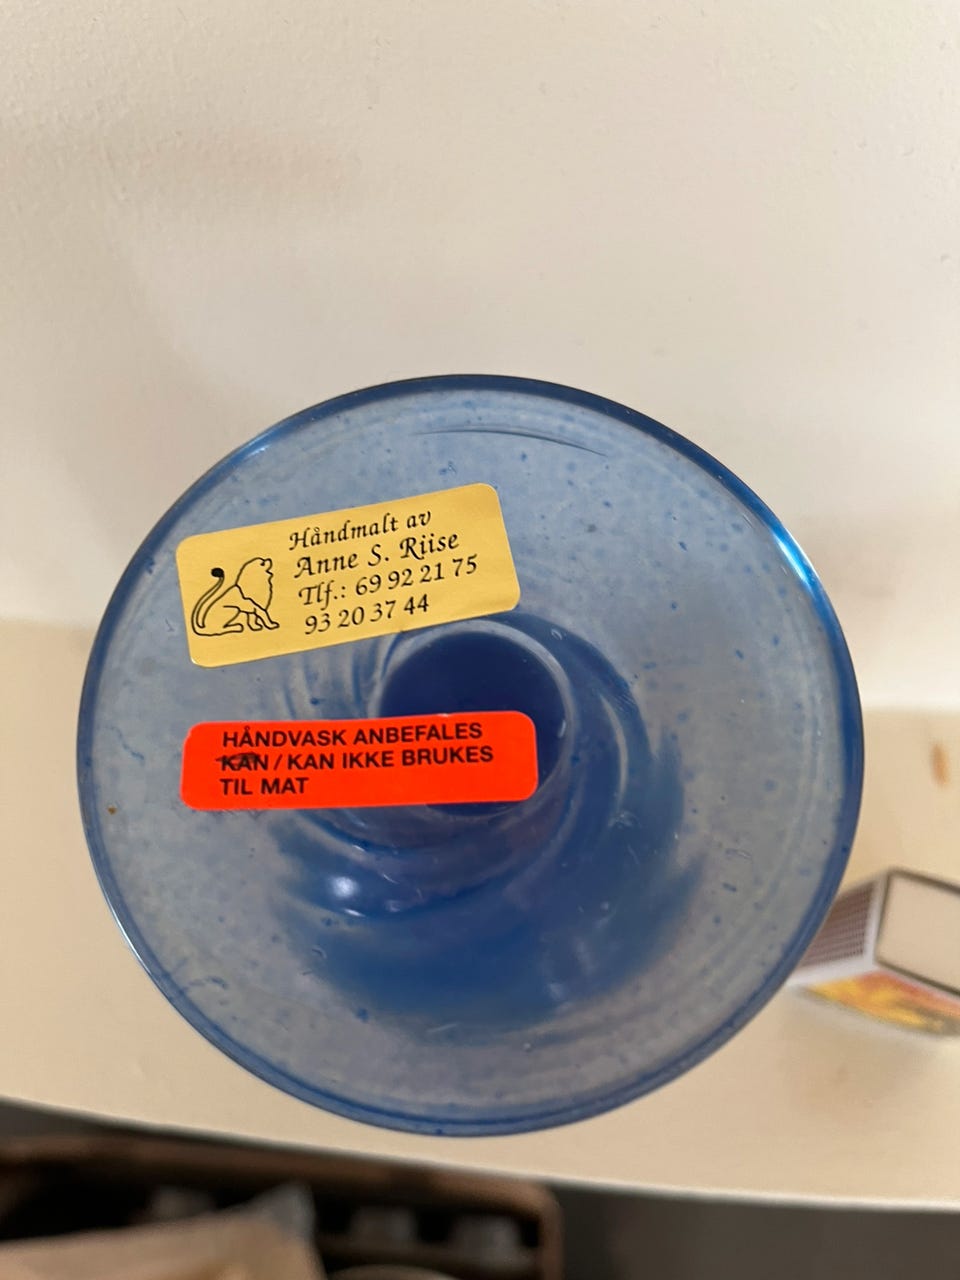 Håndmalt av
Anne S. Riise
Tlf.: 69 92 21 75
93 20 37 44
HÅNDVASK ANBEFALES
KAN / KAN IKKE BRUKES
TIL MAT